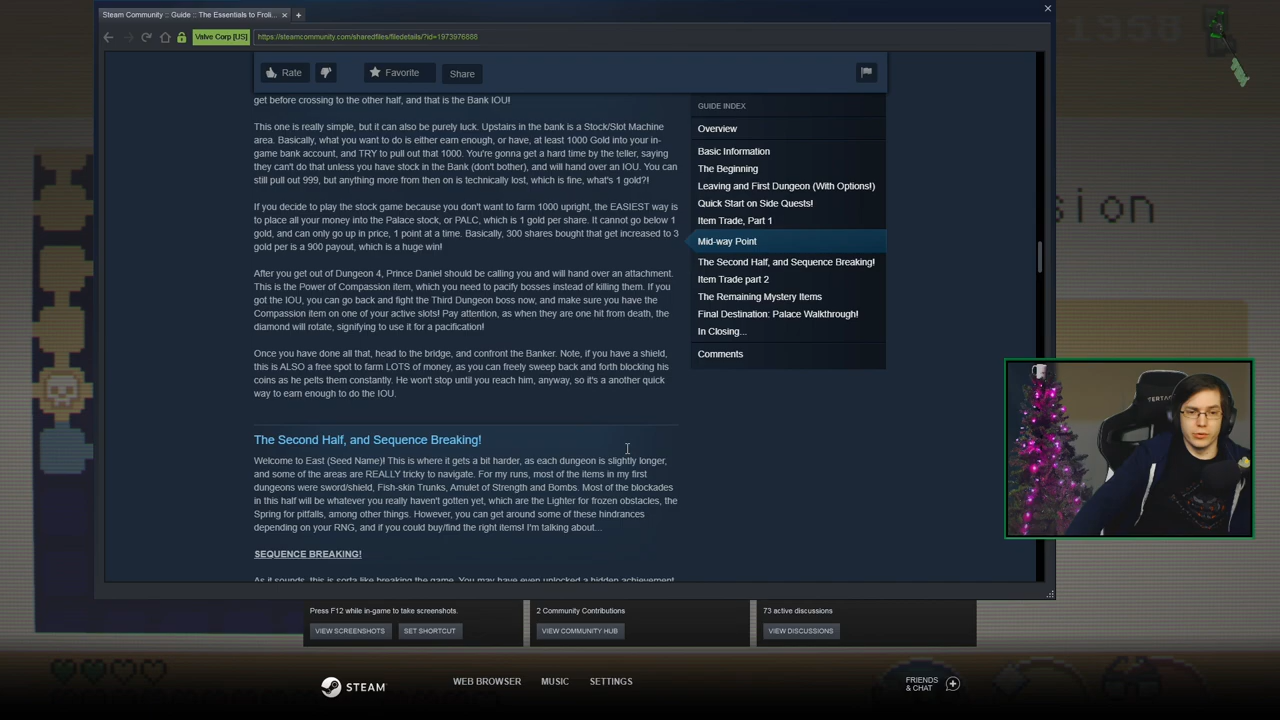 Steam Community :: Guide :: The Essentials to Froli...
Valve Corp [US]
https://steamcommunity.com/sharedfiles/filedetails/?id=1973976886
1958
Rate
Favorite
Share
get before crossing to the other half, and that is the Bank IOU!
This one is really simple, but it can also be purely luck. Upstairs in the bank is a Stock/Slot Machine
area. Basically, what you want to do is either earn enough, or have, at least 1000 Gold into your in-
game bank account, and TRY to pull out that 1000. You're gonna get a hard time by the teller, saying
they can't do that unless you have stock in the Bank (don't bother), and will hand over an IOU. You can
still pull out 999, but anything more from then on is technically lost, which is fine, what's 1 gold?!
If you decide to play the stock game because you don't want to farm 1000 upright, the EASIEST way is
to place all your money into the Palace stock, or PALC, which is 1 gold per share. It cannot go below 1
gold, and can only go up in price, 1 point at a time. Basically, 300 shares bought that get increased to 3
gold per is a 900 payout, which is a huge win!
After you get out of Dungeon 4, Prince Daniel should be calling you and will hand over an attachment.
This is the Power of Compassion item, which you need to pacify bosses instead of killing them. If you
got the IOU, you can go back and fight the Third Dungeon boss now, and make sure you have the
Compassion item on one of your active slots! Pay attention, as when they are one hit from death, the
diamond will rotate, signifying to use it for a pacification!
Once you have done all that, head to the bridge, and confront the Banker. Note, if you have a shield,
this is ALSO a free spot to farm LOTS of money, as you can freely sweep back and forth blocking his
coins as he pelts them constantly. He won't stop until you reach him, anyway, so it's a another quick
way to earn enough to do the IOU.
The Second Half, and Sequence Breaking!
Welcome to East (Seed Name)! This is where it gets a bit harder, as each dungeon is slightly longer,
and some of the areas are REALLY tricky to navigate. For my runs, most of the items in my first
dungeons were sword/shield, Fish-skin Trunks, Amulet of Strength and Bombs. Most of the blockades
in this half will be whatever you really haven't gotten yet, which are the Lighter for frozen obstacles, the
Spring for pitfalls, among other things. However, you can get around some of these hindrances
depending on your RNG, and if you could buy/find the right items! I'm talking about...
SEQUENCE BREAKING!
As it sounds, this is sorta like breaking the game. You may have even unlocked a hidden achievement
GUIDE INDEX
Overview
Basic Information
The Beginning
Leaving and First Dungeon (With Options!)
Quick Start on Side Quests!
Item Trade, Part 1
Mid-way Point
The Second Half, and Sequence Breaking!
Item Trade part 2
The Remaining Mystery Items
Final Destination: Palace Walkthrough!
In Closing...
Comments
sion
Press F12 while in-game to take screenshots.
VIEW SCREENSHOTS
SET SHORTCUT
2 Community Contributions
VIEW COMMUNITY HUB
73 active discussions
VIEW DISCUSSIONS
STEAM
WEB BROWSER
MUSIC
SETTINGS
FRIENDS
& CHAT